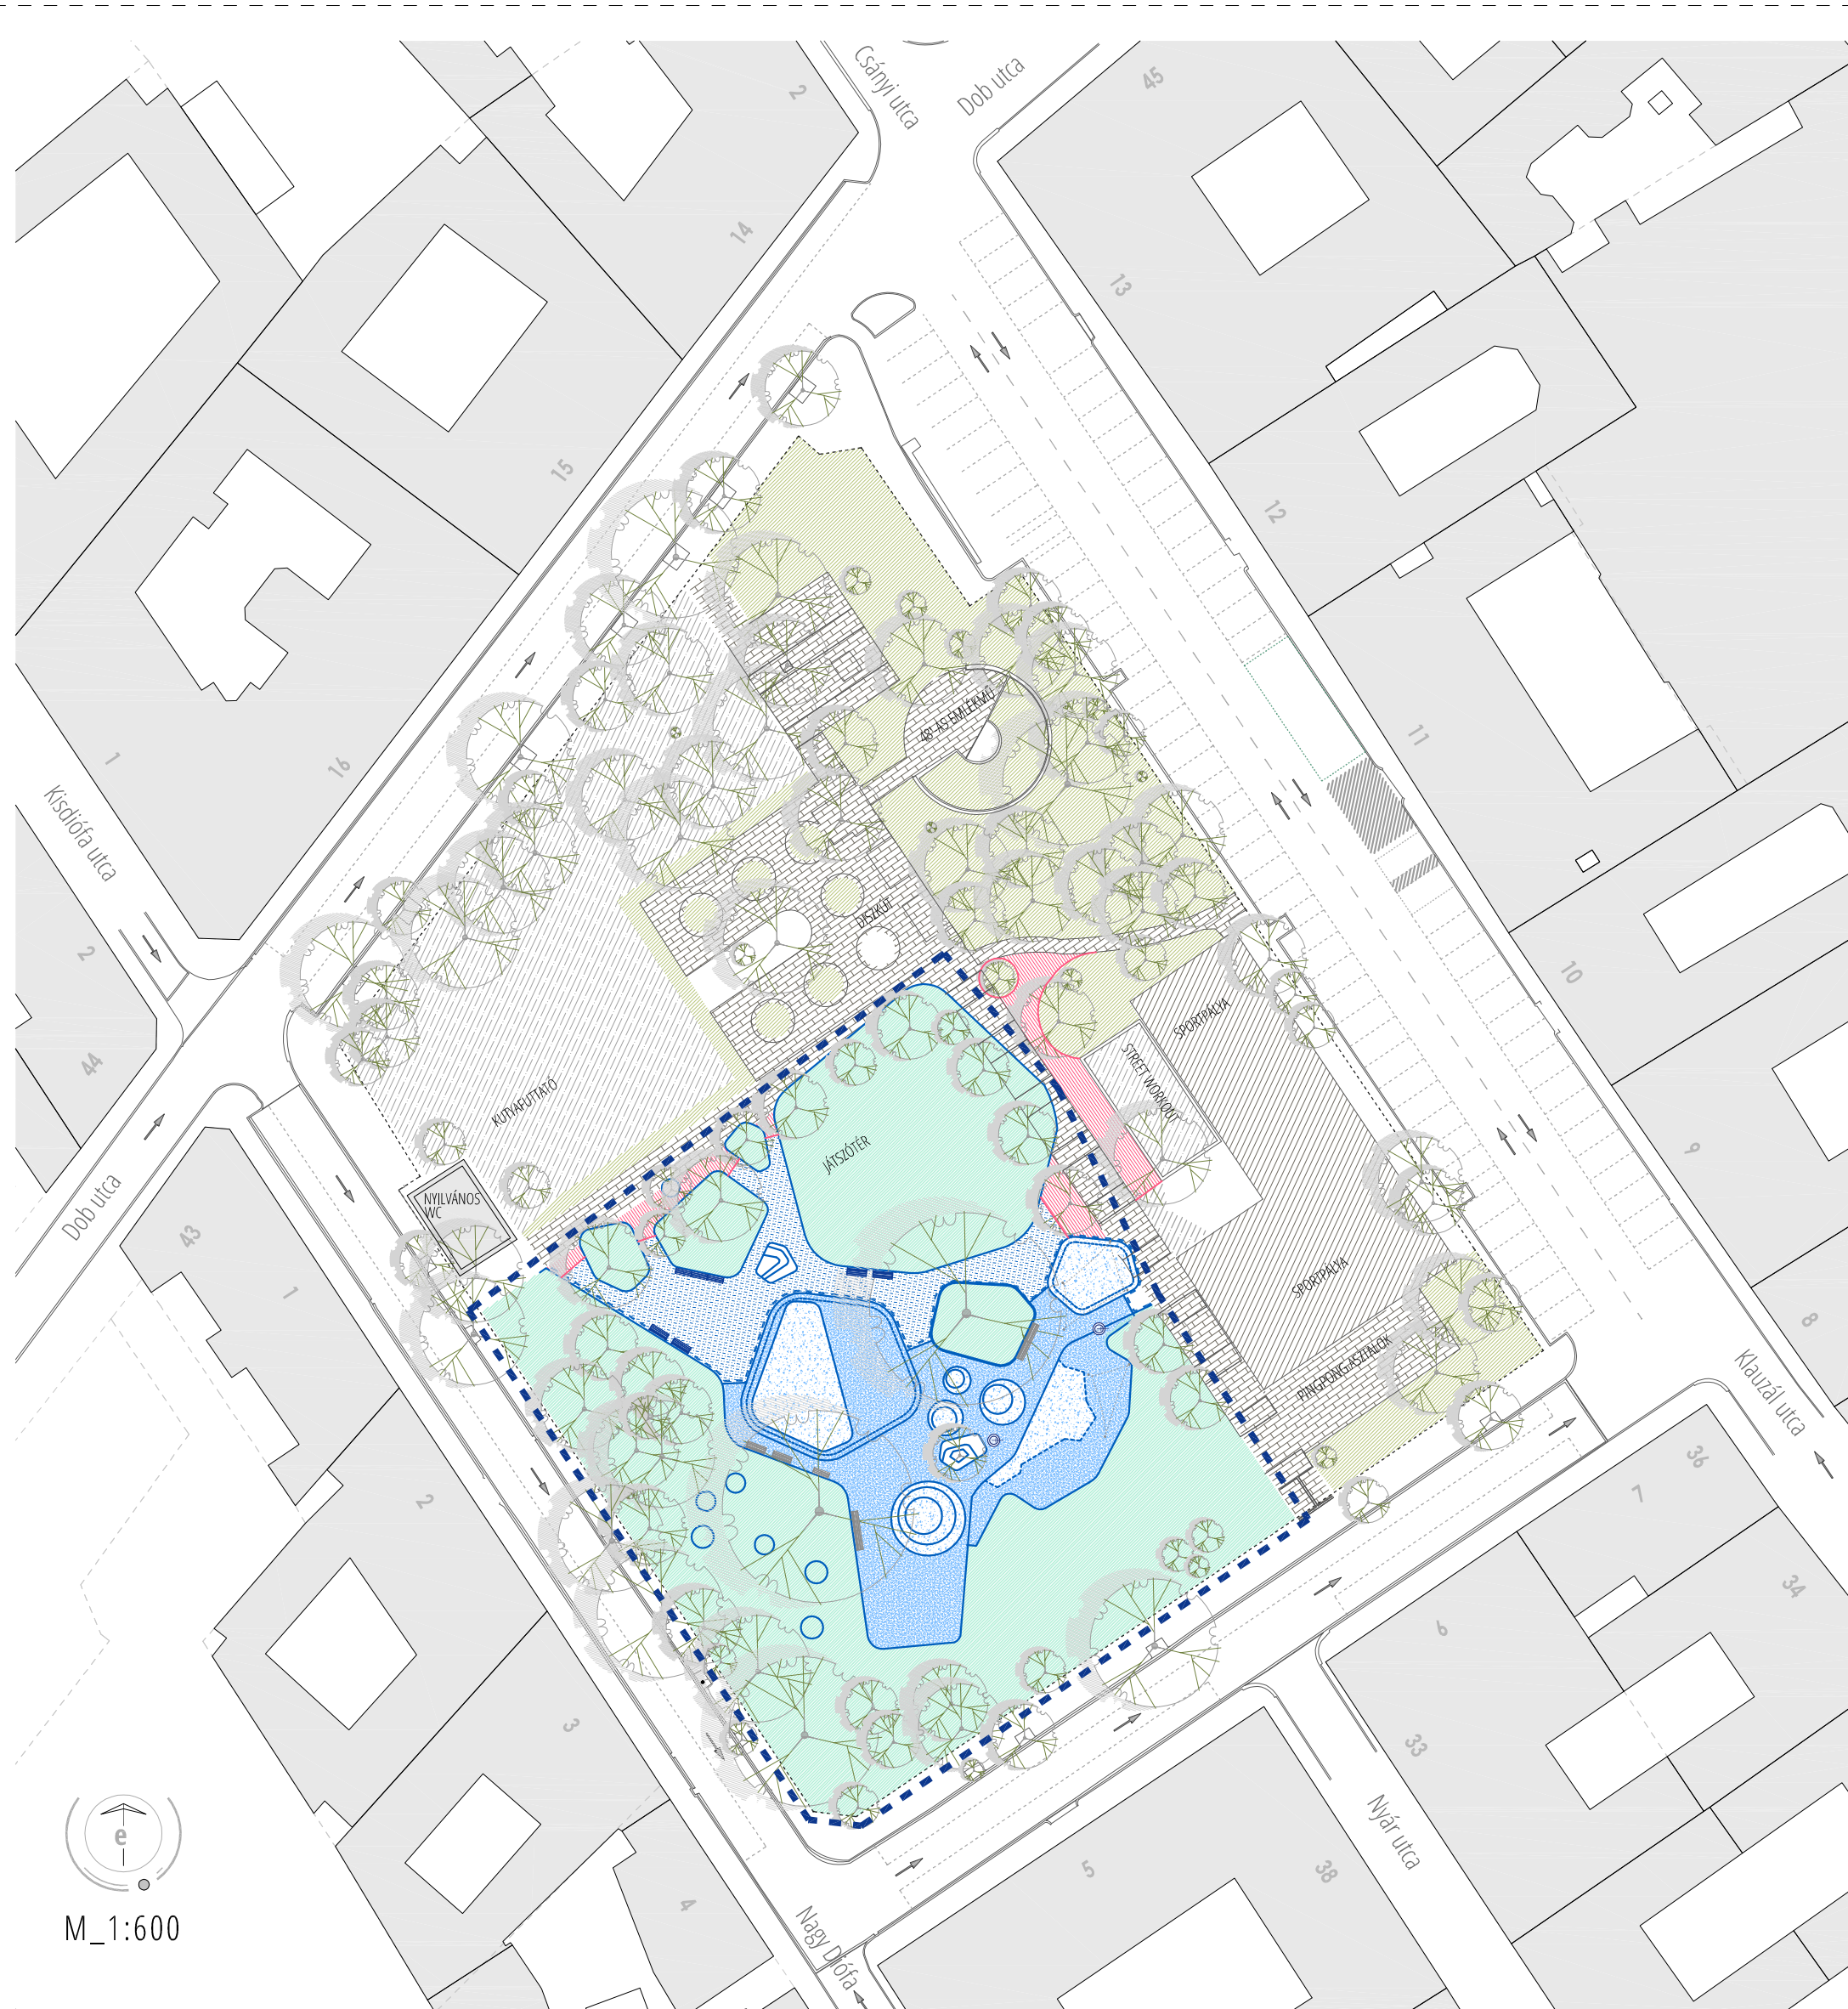 Csányi utca
Dob utca
45
2
14
13
15
12
48'-AS EMLÉKMŰ
11
1
16
Kisdiófa utca
DISZKÚT
2
10
SPORTPÁLYA
44
STREET WORKOUT
KUTYAFUTTATÓ
JÁTSZÓTÉR
9
NYILVÁNOS
WC
Dob utca
43
1
SPORTPÁLYA
8
PINGPONG ASZTALOK
Klauzál utca
36
2
7
34
6
3
33
e
Nyár utca
5
38
4
M_1:600
Nagy Diófa